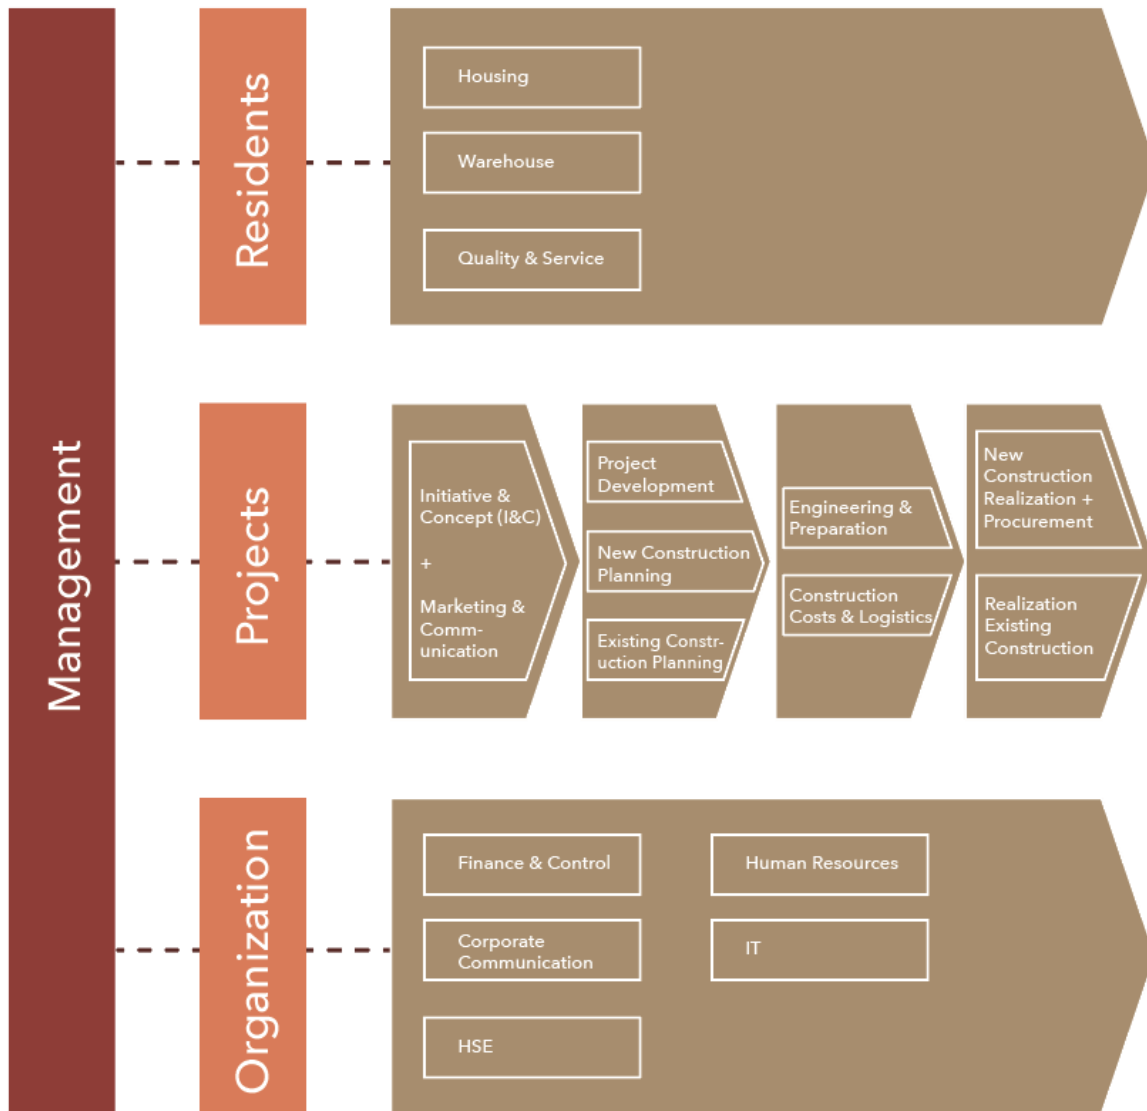 Management
Residents
Housing
Warehouse
Quality & Service
Projects
Initiative &
Concept (I&C)
+
Marketing &
Comm-
unication
Project
Development
New Construction
Planning
Existing Constr-
uction Planning
Engineering &
Preparation
Construction
Costs & Logistics
New
Construction
Realization +
Procurement
Realization
Existing
Construction
Organization
Finance & Control
Corporate
Communication
HSE
Human Resources
IT